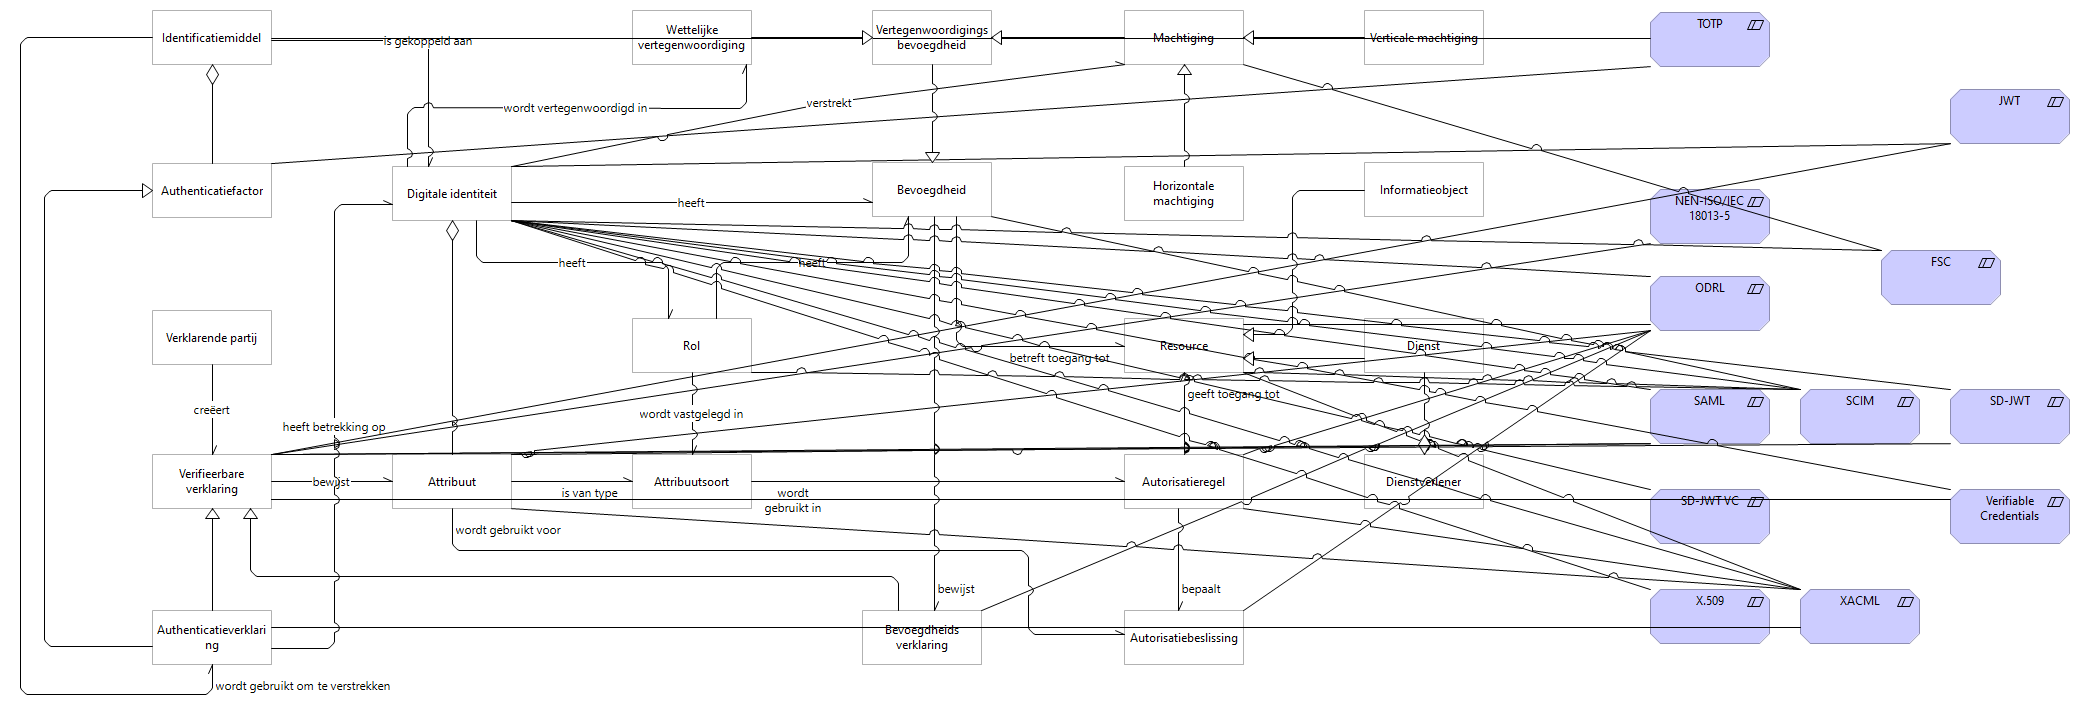 Identificatiemiddel
is gekoppeld aan
Wettelijke
vertegenwoordiging
Vertegenwoordigings
bevoegdheid
Machtiging
Verticale machtiging
TOTP
JWT
wordt vertegenwoordigd in
verstrekt
Authenticatiefactor
Digitale identiteit
heeft
Bevoegdheid
Horizontale
machtiging
Informatieobject
NEN-ISO/IEC
18013-5
FSC
heeft
heeft
ODRL
Verklarende partij
Rol
betreft toegang tot
Resource
Dienst
creëert
heeft betrekking op
wordt vastgelegd in
geeft toegang tot
SAML
SCIM
SD-JWT
Verifieerbare
verklaring
bewijst
Attribuut
is van type
Attribuutsoort
wordt
gebruikt in
Autorisatieregel
Dienstverlener
SD-JWT VC
Verifiable
Credentials
wordt gebruikt voor
bewijst
bepaalt
Authenticatieverklari
ng
Bevoegdheids
verklaring
Autorisatiebeslissing
X.509
XACML
wordt gebruikt om te verstrekken